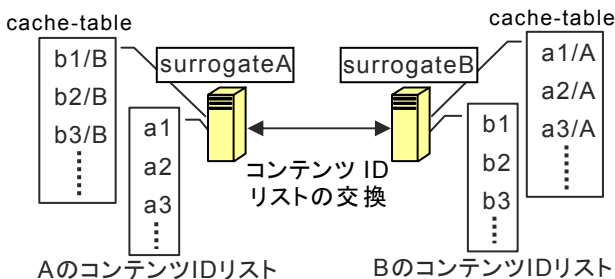 cache-table
b1/B
b2/B
b3/B
surrogateA
a1
a2
a3
AのコンテンツIDリスト
コンテンツ ID
リストの交換
surrogateB
b1
b2
b3
BのコンテンツIDリスト
cache-table
a1/A
a2/A
a3/A